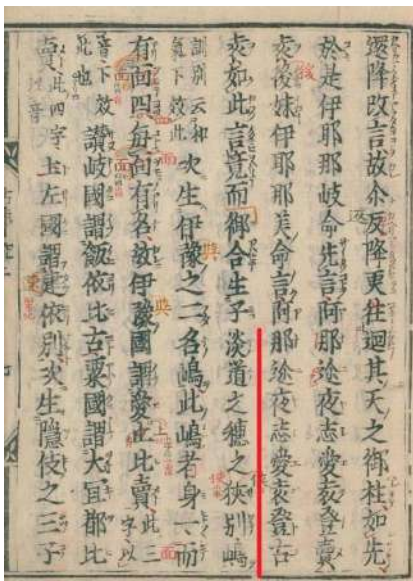 還降改言故尒反降更往廻其天之御柱如先
於是伊耶那岐命先言阿那途夜志愛袁登賣
袁後妹伊耶那美命言阿那途夜志愛袁登古
袁如此言竟而御合生子淡道之穗之狹別嶋
訓別云和氣下效此次生伊豫之二名嶋此嶋者身一而
有面四每面有名故伊豫國謂愛止比賣此三字以
音下效此也讃岐國謂飯依比古粟國謂大宜都比
賣此四字以音土左國謂建依別次生隱伎之三子